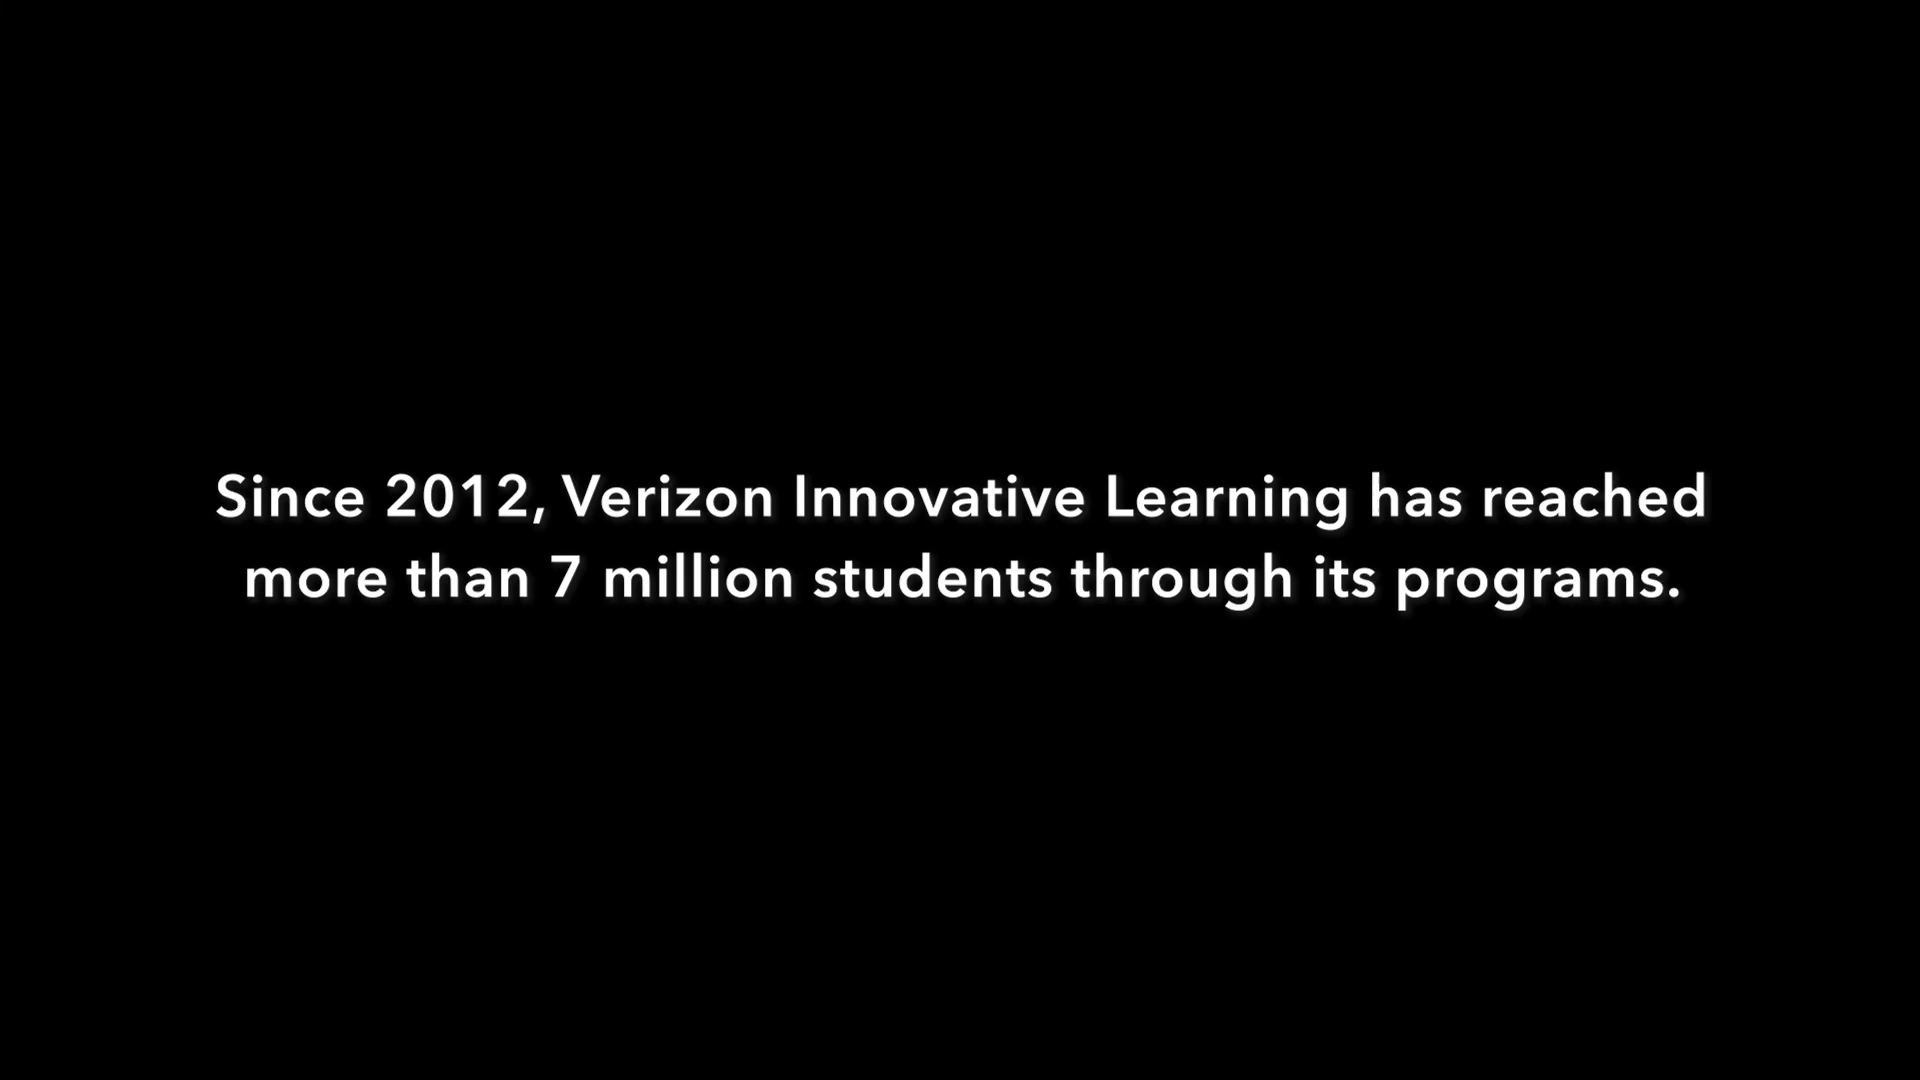 Since 2012, Verizon Innovative Learning has reached
more than 7 million students through its programs.